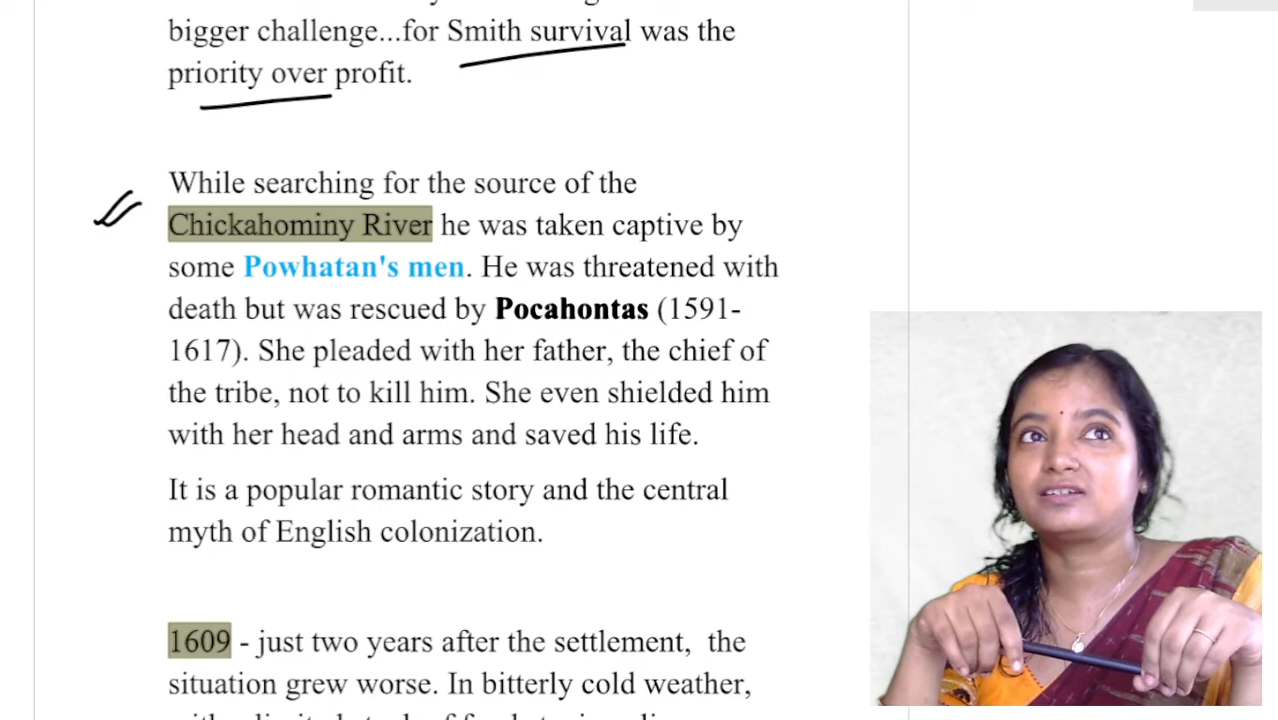 bigger challenge...for Smith survival was the
priority over profit.
While searching for the source of the
Chickahominy River he was taken captive by
some Powhatan's men. He was threatened with
death but was rescued by Pocahontas (1591-
1617). She pleaded with her father, the chief of
the tribe, not to kill him. She even shielded him
with her head and arms and saved his life.
It is a popular romantic story and the central
myth of English colonization.
1609 - just two years after the settlement, the
situation grew worse. In bitterly cold weather,